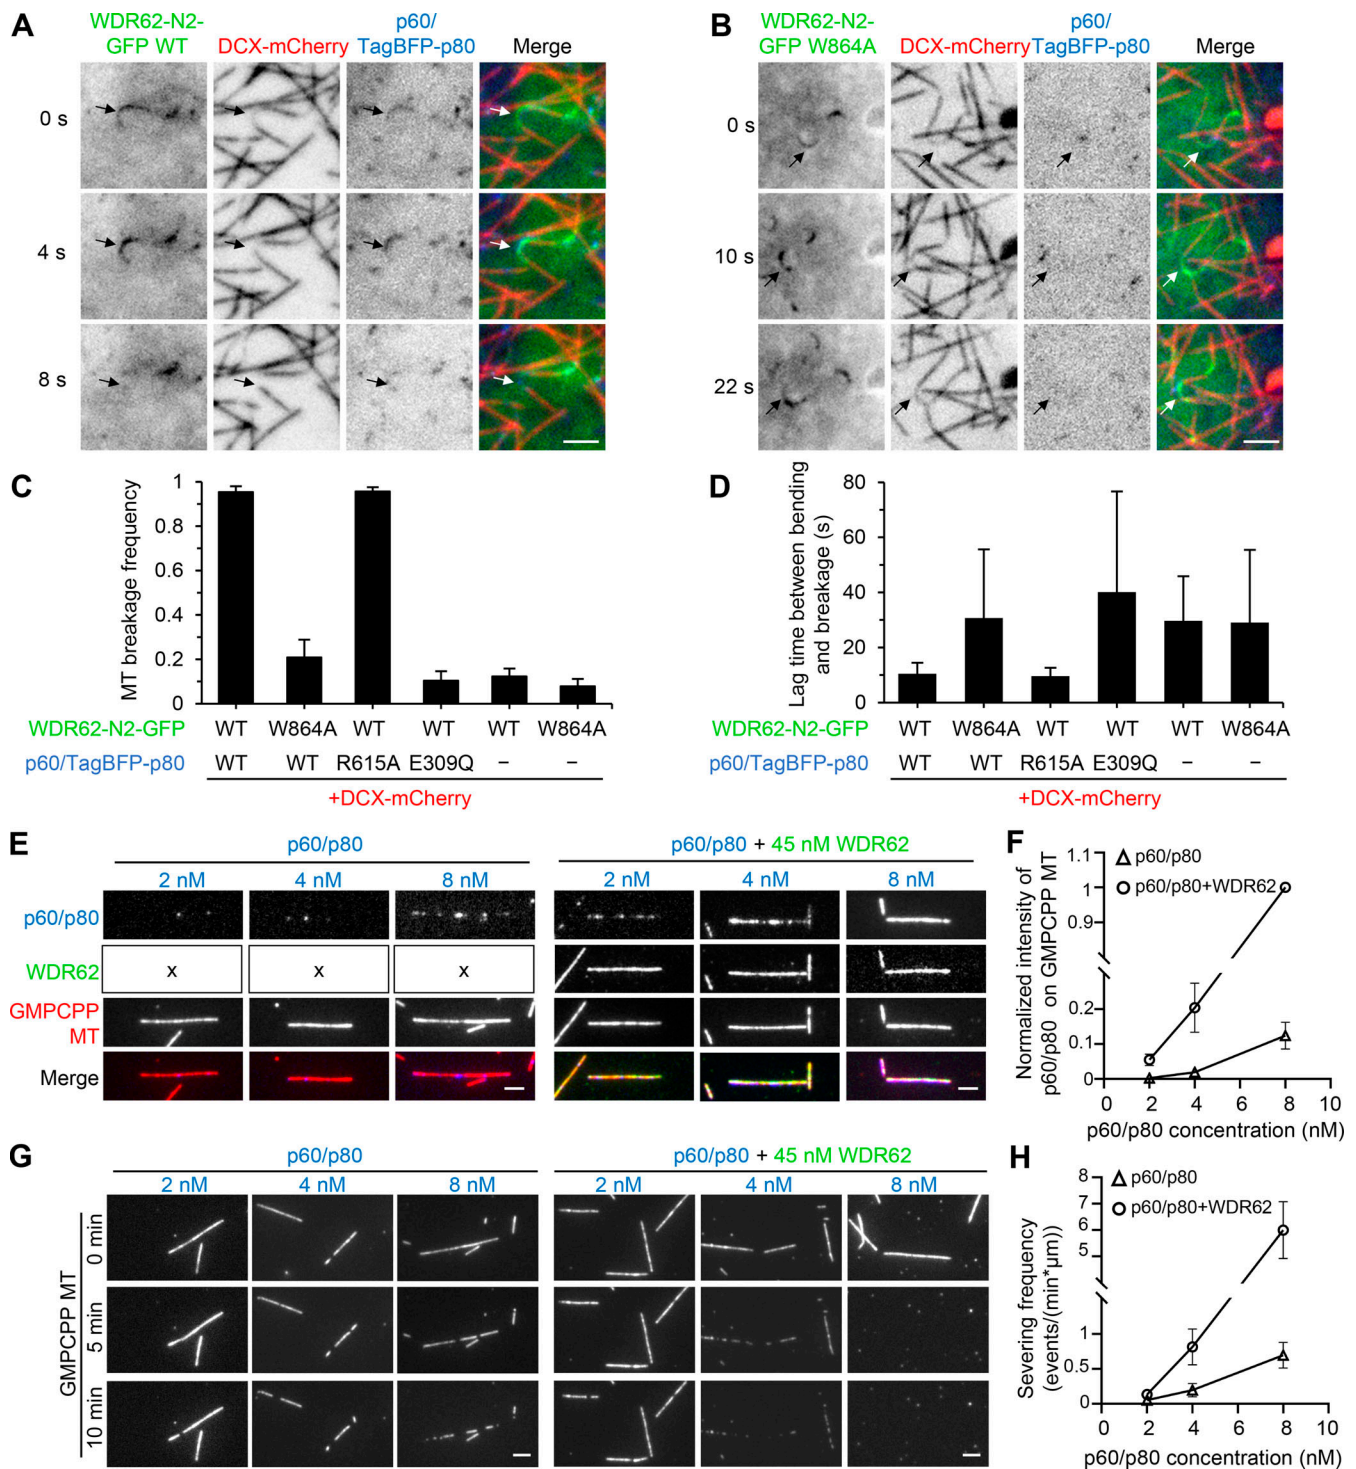 A
WDR62-N2-
GFP WT
DCX-mCherry
p60/
TagBFP-p80
Merge
0 s
4 s
8 s
B
WDR62-N2-
GFP W864A
DCX-mCherry
p60/
TagBFP-p80
Merge
0 s
10 s
22 s
C
MT breakage frequency
1
0.8
0.6
0.4
0.2
0
WDR62-N2-GFP
WT W864A WT WT WT W864A
p60/TagBFP-p80
WT WT R615A E309Q – –
+DCX-mCherry
D
Lag time between bending
and breakage (s)
80
60
40
20
0
WT W864A WT WT WT W864A
WT WT R615A E309Q – –
+DCX-mCherry
E
p60/p80
2 nM 4 nM 8 nM
p60/p80 + 45 nM WDR62
2 nM 4 nM 8 nM
p60/p80
WDR62
x x x
GMPCPP
MT
Merge
F
Normalized intensity of
p60/p80 on GMPCPP MT
1.1
0.9
0.2
0.1
0
p60/p80
p60/p80+WDR62
0 2 4 6 8 10
p60/p80 concentration (nM)
G
p60/p80
2 nM 4 nM 8 nM
p60/p80 + 45 nM WDR62
2 nM 4 nM 8 nM
GMPCPP MT
0 min
5 min
10 min
H
Severing frequency
(events/(min*µm))
8
7
6
5
1
0.5
0
p60/p80
p60/p80+WDR62
0 2 4 6 8 10
p60/p80 concentration (nM)